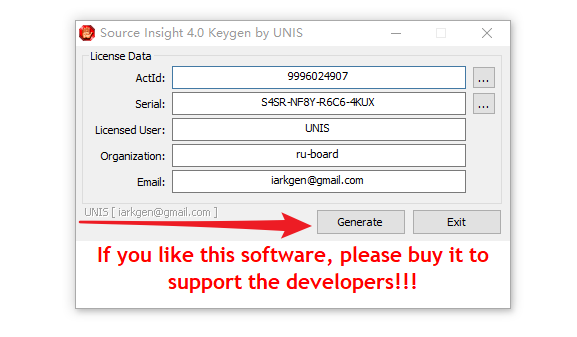 Source Insight 4.0 Keygen by UNIS
License Data
ActId: 9996024907 ...
Serial: S4SR-NF8Y-R6C6-4KUX ...
Licensed User: UNIS
Organization: ru-board
Email: iarkgen@gmail.com
UNIS [ iarkgen@gmail.com ]
Generate Exit
If you like this software, please buy it to
support the developers!!!